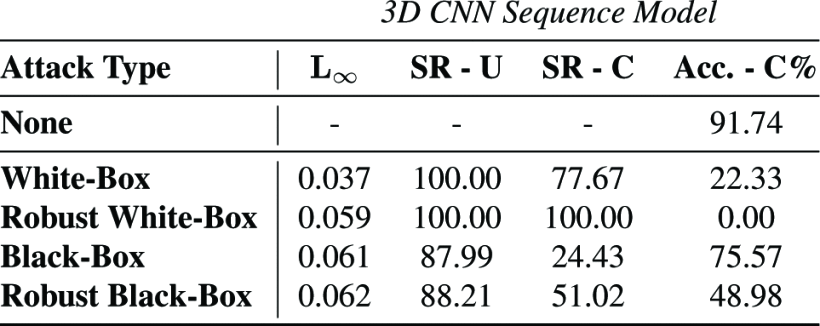 3D CNN Sequence Model
Attack Type L∞ SR - U SR - C Acc. - C%
None - - - 91.74
White-Box 0.037 100.00 77.67 22.33
Robust White-Box 0.059 100.00 100.00 0.00
Black-Box 0.061 87.99 24.43 75.57
Robust Black-Box 0.062 88.21 51.02 48.98